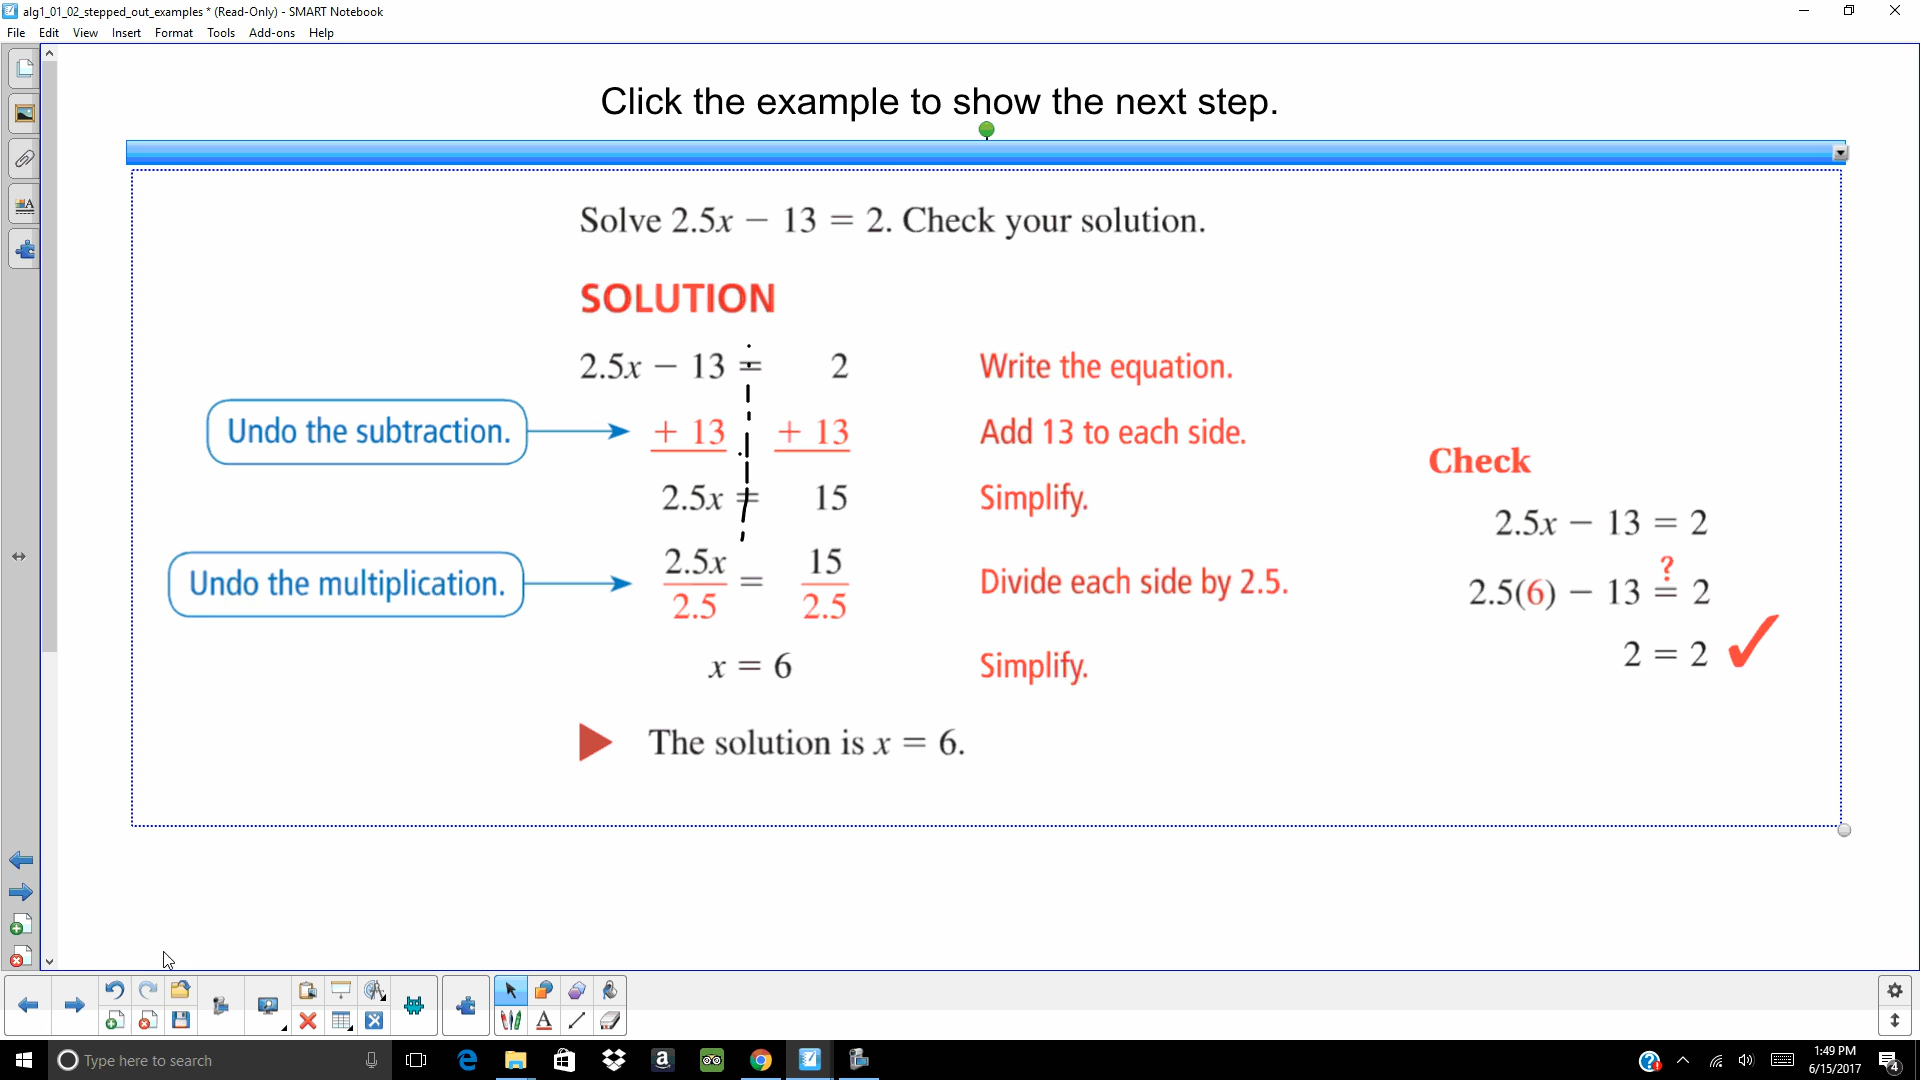 alg1_01_02_stepped_out_examples * (Read-Only) - SMART Notebook
File Edit View Insert Format Tools Add-ons Help
Click the example to show the next step.
Solve 2.5x − 13 = 2. Check your solution.
SOLUTION
2.5x − 13 = 2 Write the equation.
Undo the subtraction. + 13 + 13 Add 13 to each side.
Check
2.5x = 15 Simplify.
2.5x − 13 = 2
Undo the multiplication. 2.5x/2.5 = 15/2.5 Divide each side by 2.5.
2.5(6) − 13 ≟ 2
x = 6 Simplify.
2 = 2 ✓
The solution is x = 6.
Type here to search
1:49 PM
6/15/2017
4